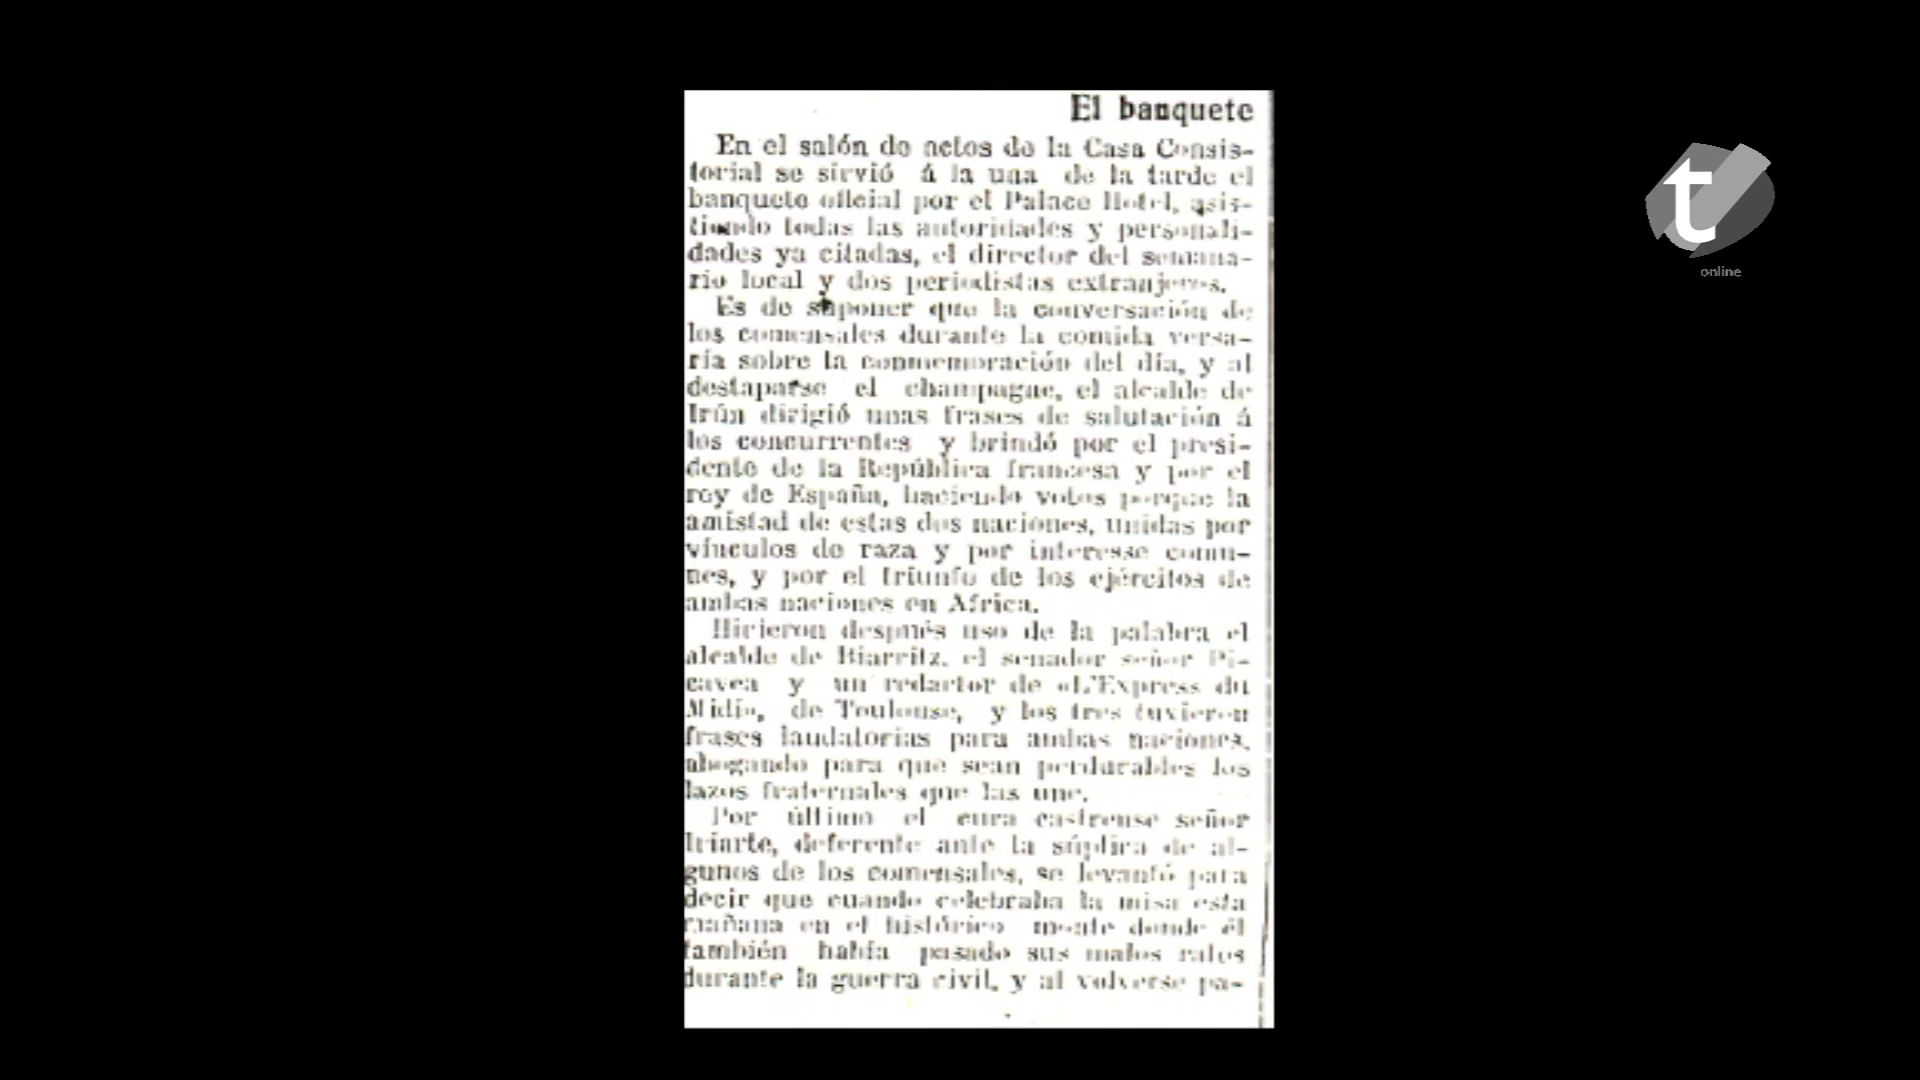 El banquete
En el salón de actos de la Casa Consis-
torial se sirvió á la una de la tarde el
banquete oficial por el Palace Hotel, asis-
tiendo todas las autoridades y personali-
dades ya citadas, el director del semana-
rio local y dos periodistas extranjeros.
Es de suponer que la conversación de
los comensales durante la comida versa-
ría sobre la conmemoración del día, y al
destaparse el champagne, el alcalde de
Irún dirigió unas frases de salutación á
los concurrentes y brindó por el presi-
dente de la República francesa y por el
rey de España, haciendo votos porque la
amistad de estas dos naciones, unidas por
vínculos de raza y por interesse comu-
nes, y por el triunfo de los ejércitos de
ambas naciones en Africa.
Hicieron después uso de la palabra el
alcalde de Biarritz, el senador señor Pi-
cavea y un redactor de «L'Express du
Midi», de Toulouse, y los tres tuvieron
frases laudatorias para ambas naciones,
abogando para que sean perdurables los
lazos fraternales que las une.
Por último el cura castrense señor
Iriarte, deferente ante la súplica de al-
gunos de los comensales, se levantó para
decir que cuando celebraba la misa esta
mañana en el histórico monte donde él
también había pasado sus malos ratos
durante la guerra civil, y al volverse pa-
t
online